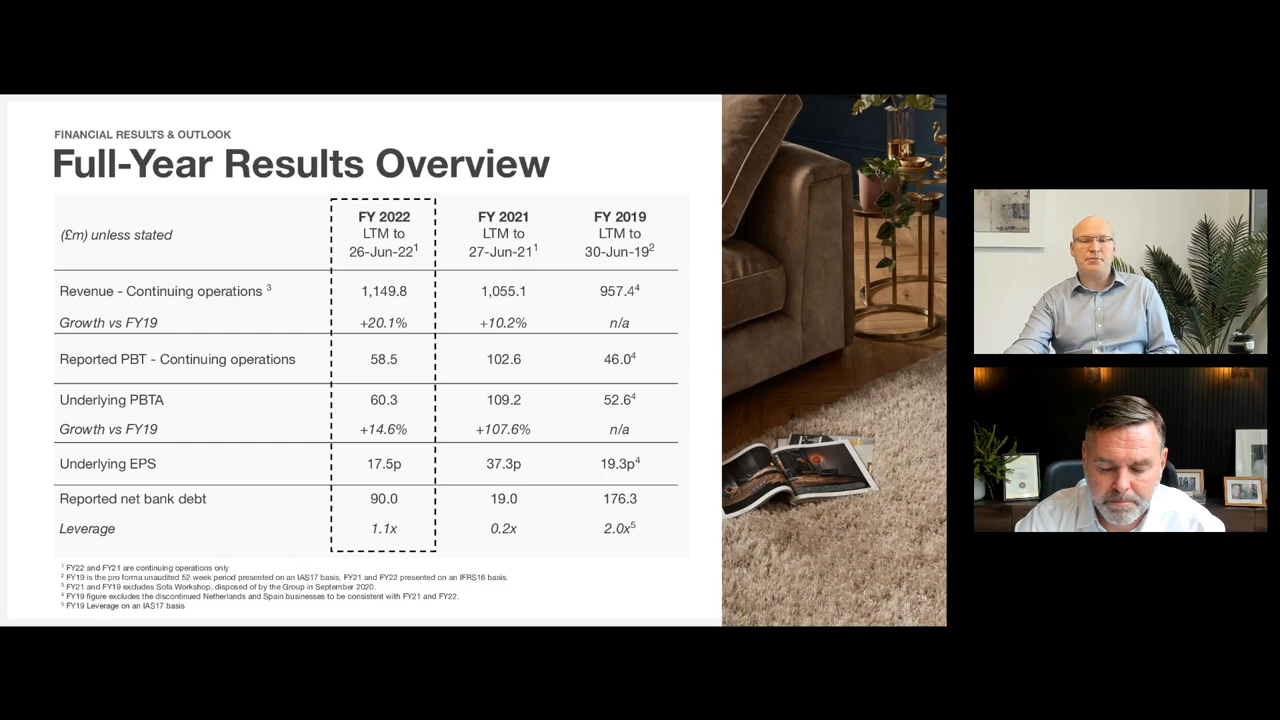 FINANCIAL RESULTS & OUTLOOK
Full-Year Results Overview
(£m) unless stated
FY 2022
LTM to
26-Jun-22¹
FY 2021
LTM to
27-Jun-21¹
FY 2019
LTM to
30-Jun-19²
Revenue - Continuing operations ³ 1,149.8 1,055.1 957.4⁴
Growth vs FY19 +20.1% +10.2% n/a
Reported PBT - Continuing operations 58.5 102.6 46.0⁴
Underlying PBTA 60.3 109.2 52.6⁴
Growth vs FY19 +14.6% +107.6% n/a
Underlying EPS 17.5p 37.3p 19.3p⁴
Reported net bank debt 90.0 19.0 176.3
Leverage 1.1x 0.2x 2.0x⁵
¹ FY22 and FY21 are continuing operations only
² FY19 is the pro forma unaudited 52 week period presented on an IAS17 basis, FY21 and FY22 presented on an IFRS16 basis.
³ FY21 and FY19 excludes Sofa Workshop, disposed of by the Group in September 2020.
⁴ FY19 figure excludes the discontinued Netherlands and Spain businesses to be consistent with FY21 and FY22.
⁵ FY19 Leverage on an IAS17 basis